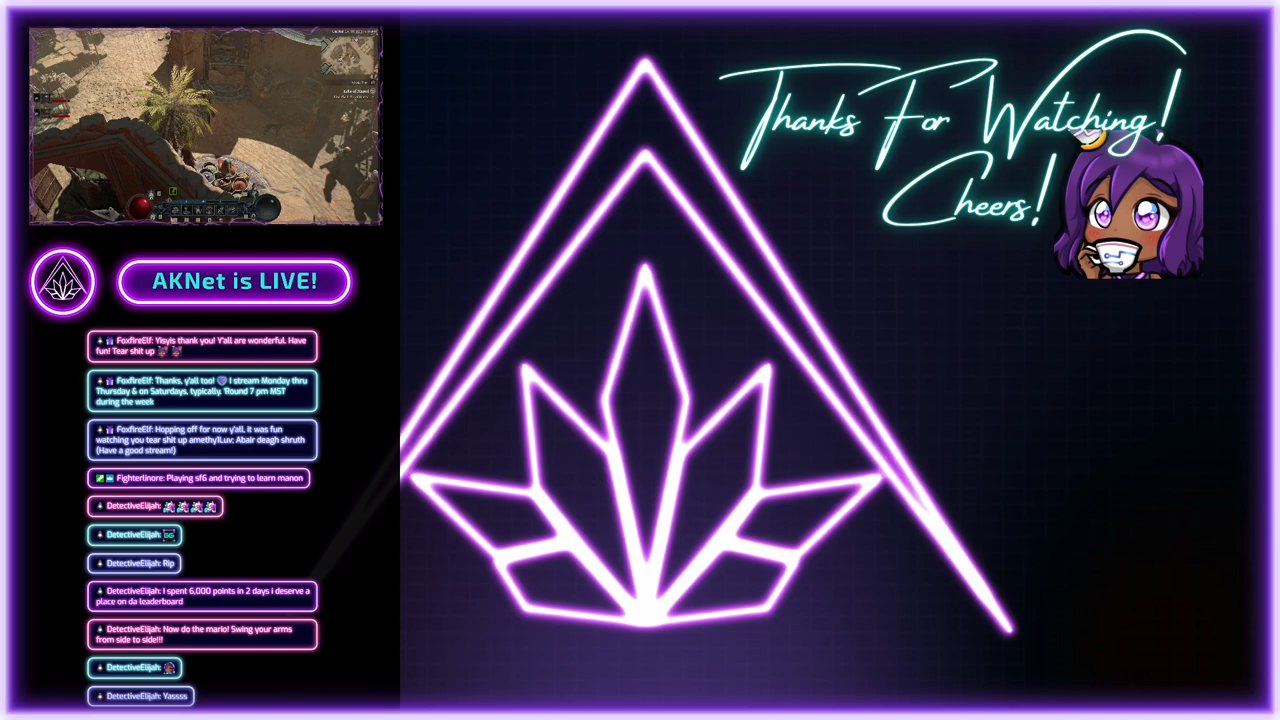 Thanks For Watching!
Cheers!
AKNet is LIVE!
FoxfireElf: Yisyis thank you! Y'all are wonderful. Have
fun! Tear shit up
FoxfireElf: Thanks, y'all too! I stream Monday thru
Thursday & on Saturdays, typically. 'Round 7 pm MST
during the week
FoxfireElf: Hopping off for now y'all, it was fun
watching you tear shit up amethy1Luv; Abair deagh shruth
(Have a good stream!)
Fighterlinore: Playing sf6 and trying to learn manon
DetectiveElijah:
DetectiveElijah: GG
DetectiveElijah: Rip
DetectiveElijah: I spent 6,000 points in 2 days i deserve a
place on da leaderboard
DetectiveElijah: Now do the mario! Swing your arms
from side to side!!!
DetectiveElijah:
DetectiveElijah: Yassss